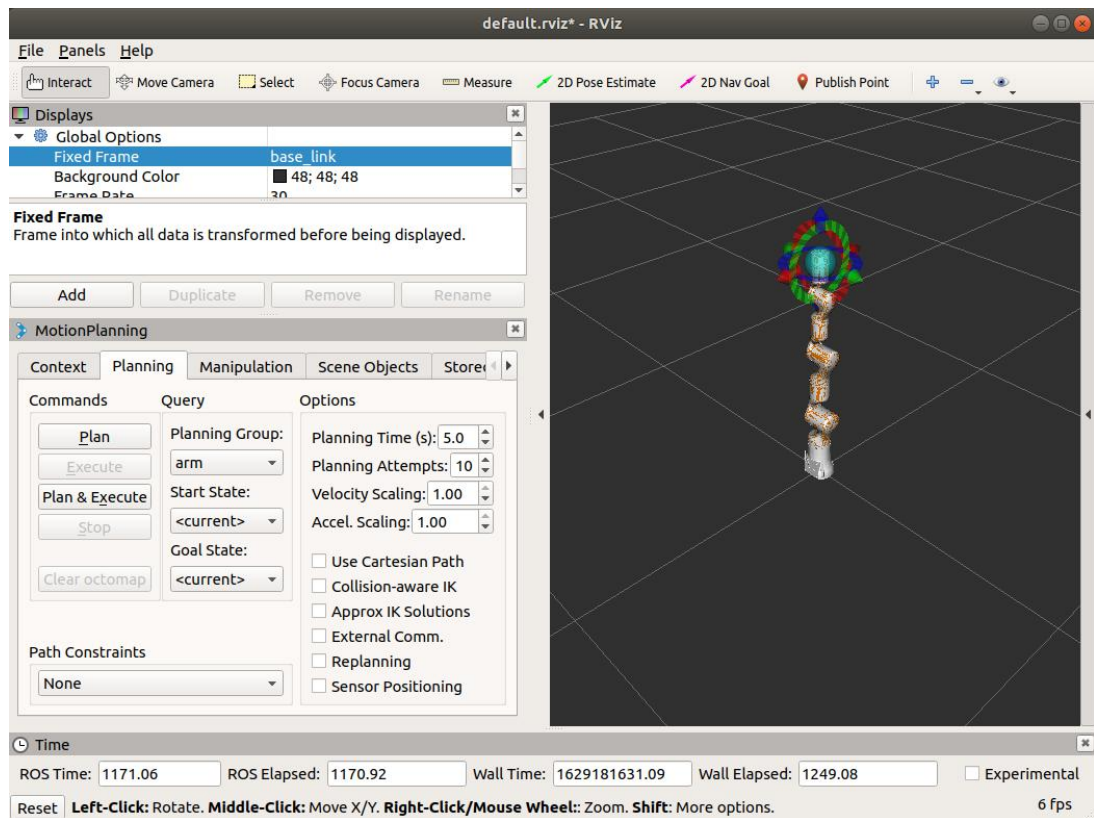 default.rviz* - RViz
File Panels Help
Interact Move Camera Select Focus Camera Measure 2D Pose Estimate 2D Nav Goal Publish Point
Displays
Global Options
Fixed Frame base_link
Background Color 48; 48; 48
Frame Rate 30
Fixed Frame
Frame into which all data is transformed before being displayed.
Add Duplicate Remove Rename
MotionPlanning
Context Planning Manipulation Scene Objects Store
Commands Query Options
Plan Planning Group: Planning Time (s): 5.0
Execute arm Planning Attempts: 10
Plan & Execute Start State: Velocity Scaling: 1.00
Stop <current> Accel. Scaling: 1.00
Goal State:
Clear octomap <current> Use Cartesian Path
Collision-aware IK
Approx IK Solutions
External Comm.
Path Constraints Replanning
None Sensor Positioning
Time
ROS Time: 1171.06 ROS Elapsed: 1170.92 Wall Time: 1629181631.09 Wall Elapsed: 1249.08 Experimental
Reset Left-Click: Rotate. Middle-Click: Move X/Y. Right-Click/Mouse Wheel:: Zoom. Shift: More options. 6 fps